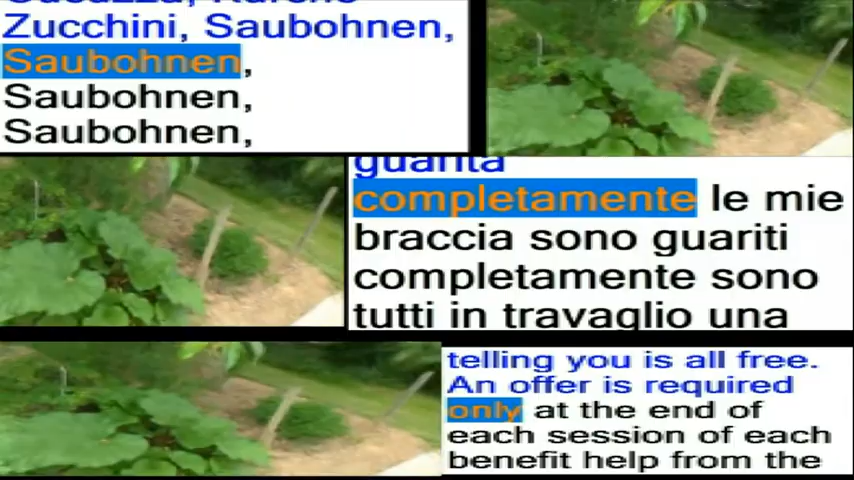 Zucchini, Saubohnen,
Saubohnen,
Saubohnen,
Saubohnen,
guarita
completamente le mie
braccia sono guariti
completamente sono
tutti in travaglio una
telling you is all free.
An offer is required
only at the end of
each session of each
benefit help from the